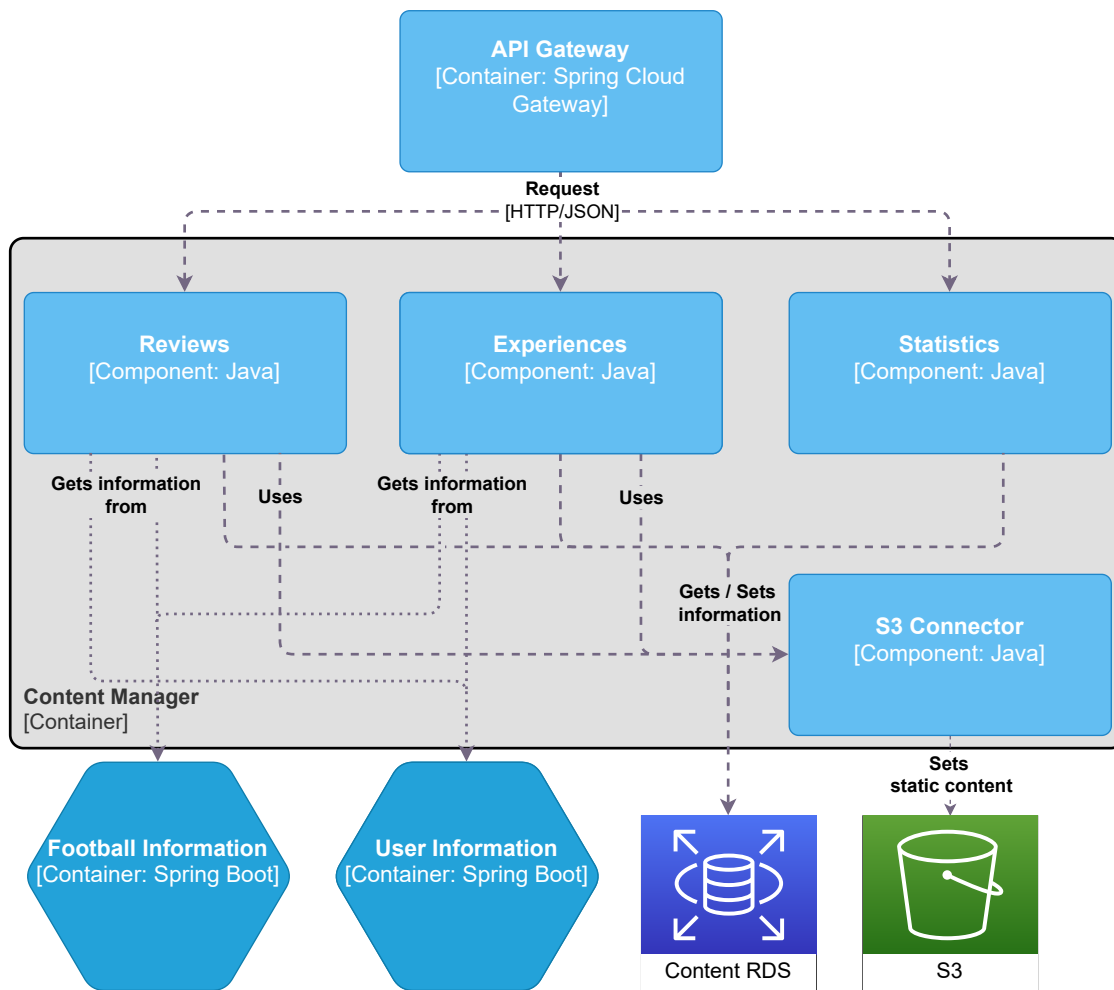 API Gateway
[Container: Spring Cloud
Gateway]
Request
[HTTP/JSON]
Reviews
[Component: Java]
Experiences
[Component: Java]
Statistics
[Component: Java]
Gets information
from
Uses
Gets information
from
Uses
Gets / Sets
information
S3 Connector
[Component: Java]
Content Manager
[Container]
Sets
static content
Football Information
[Container: Spring Boot]
User Information
[Container: Spring Boot]
Content RDS
S3